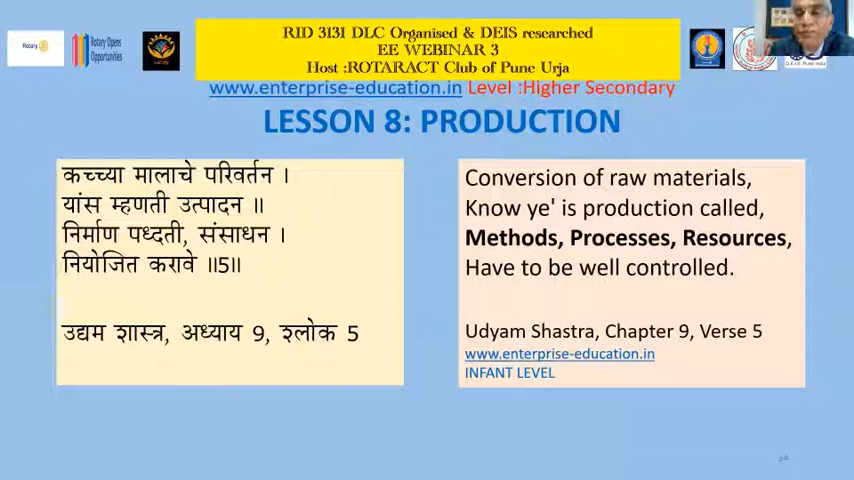 RID 3131 DLC Organised & DEIS researched
EE WEBINAR 3
Host :ROTARACT Club of Pune Urja
www.enterprise-education.in Level :Higher Secondary
Rotary
Rotary Opens
Opportunities
LESSON 8: PRODUCTION
कच्च्या मालाचे परिवर्तन ।
यांस म्हणती उत्पादन ॥
निर्माण पध्दती, संसाधन ।
नियोजित करावे ॥5॥
उद्यम शास्त्र, अध्याय 9, श्लोक 5
Conversion of raw materials,
Know ye' is production called,
Methods, Processes, Resources,
Have to be well controlled.
Udyam Shastra, Chapter 9, Verse 5
www.enterprise-education.in
INFANT LEVEL